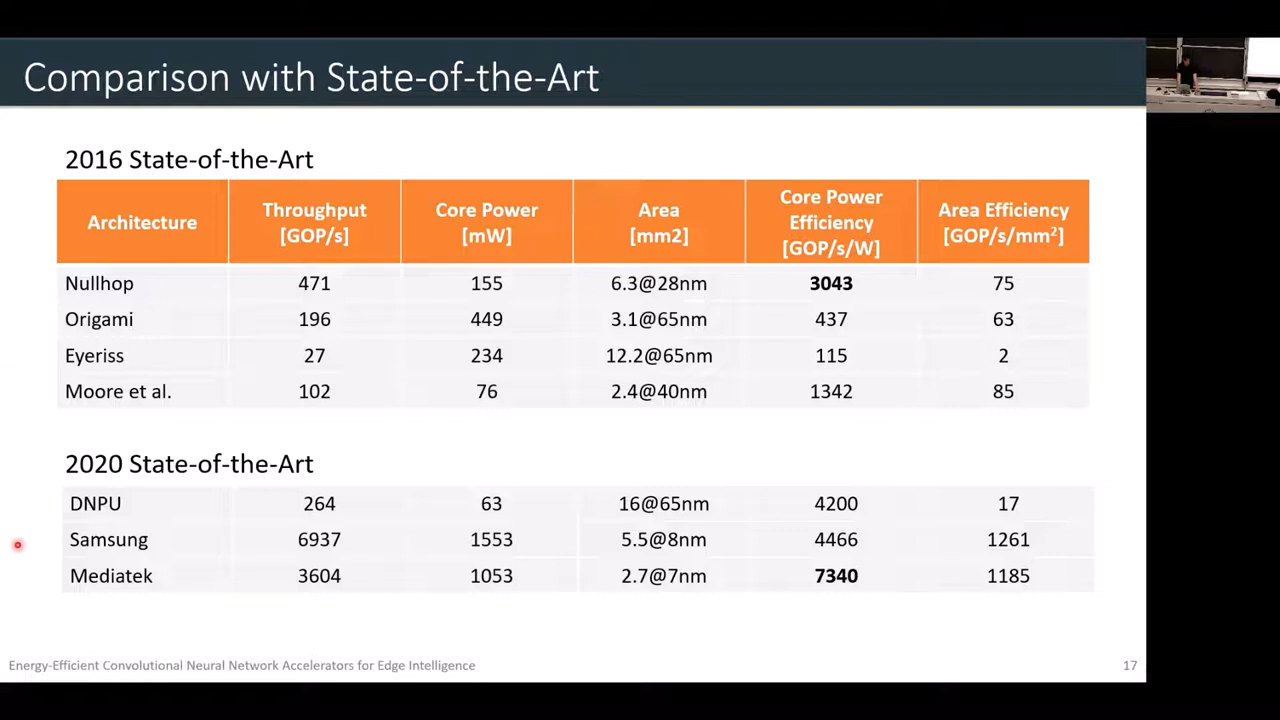 Comparison with State-of-the-Art
2016 State-of-the-Art
Architecture Throughput [GOP/s] Core Power [mW] Area [mm2] Core Power Efficiency [GOP/s/W] Area Efficiency [GOP/s/mm²]
Nullhop 471 155 6.3@28nm 3043 75
Origami 196 449 3.1@65nm 437 63
Eyeriss 27 234 12.2@65nm 115 2
Moore et al. 102 76 2.4@40nm 1342 85
2020 State-of-the-Art
DNPU 264 63 16@65nm 4200 17
Samsung 6937 1553 5.5@8nm 4466 1261
Mediatek 3604 1053 2.7@7nm 7340 1185
Energy-Efficient Convolutional Neural Network Accelerators for Edge Intelligence 17